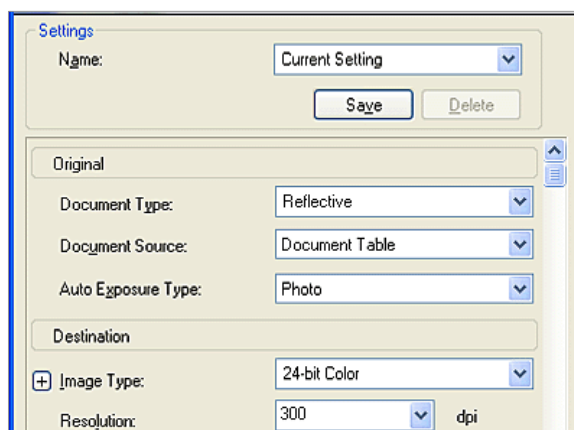 Settings
Name: Current Setting
Save Delete
Original
Document Type: Reflective
Document Source: Document Table
Auto Exposure Type: Photo
Destination
Image Type: 24-bit Color
Resolution: 300 dpi